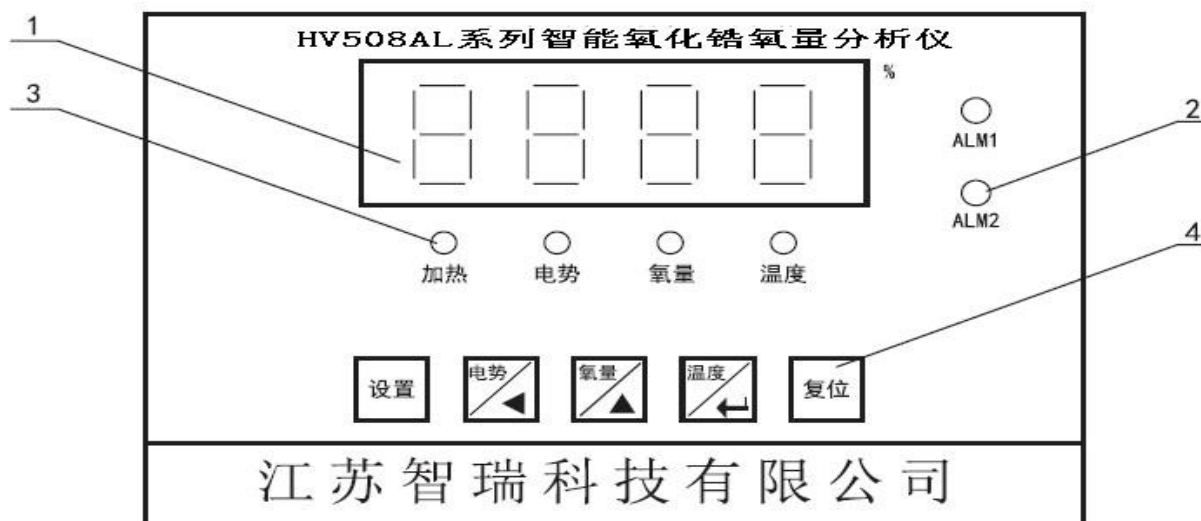 HV508AL系列智能氧化锆氧量分析仪
1
%
3
ALM1
2
ALM2
4
加热 电势 氧量 温度
设置 电势 氧量 温度 复位
江苏智瑞科技有限公司